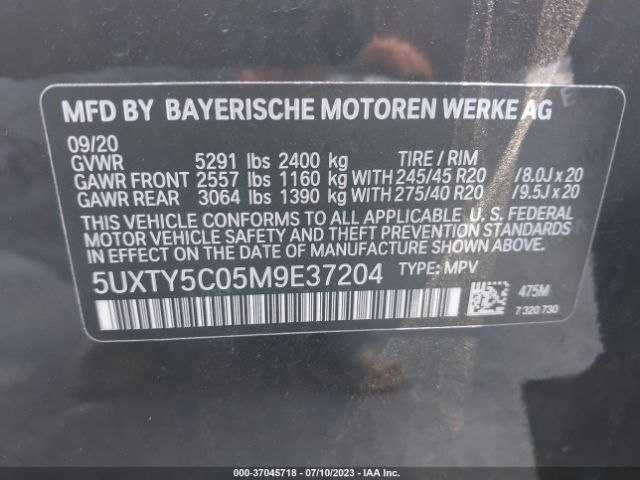 MFD BY BAYERISCHE MOTOREN WERKE AG
09/20
GVWR 5291 lbs 2400 kg TIRE / RIM
GAWR FRONT 2557 lbs 1160 kg WITH 245/45 R20 /8.0J x 20
GAWR REAR 3064 lbs 1390 kg WITH 275/40 R20 /9.5J x 20
THIS VEHICLE CONFORMS TO ALL APPLICABLE U. S. FEDERAL
MOTOR VEHICLE SAFETY AND THEFT PREVENTION STANDARDS
IN EFFECT ON THE DATE OF MANUFACTURE SHOWN ABOVE.
5UXTY5C05M9E37204 TYPE: MPV
475M
7 320 730
000-37045718 - 07/10/2023 - COPYRIGHT IAA, LLC